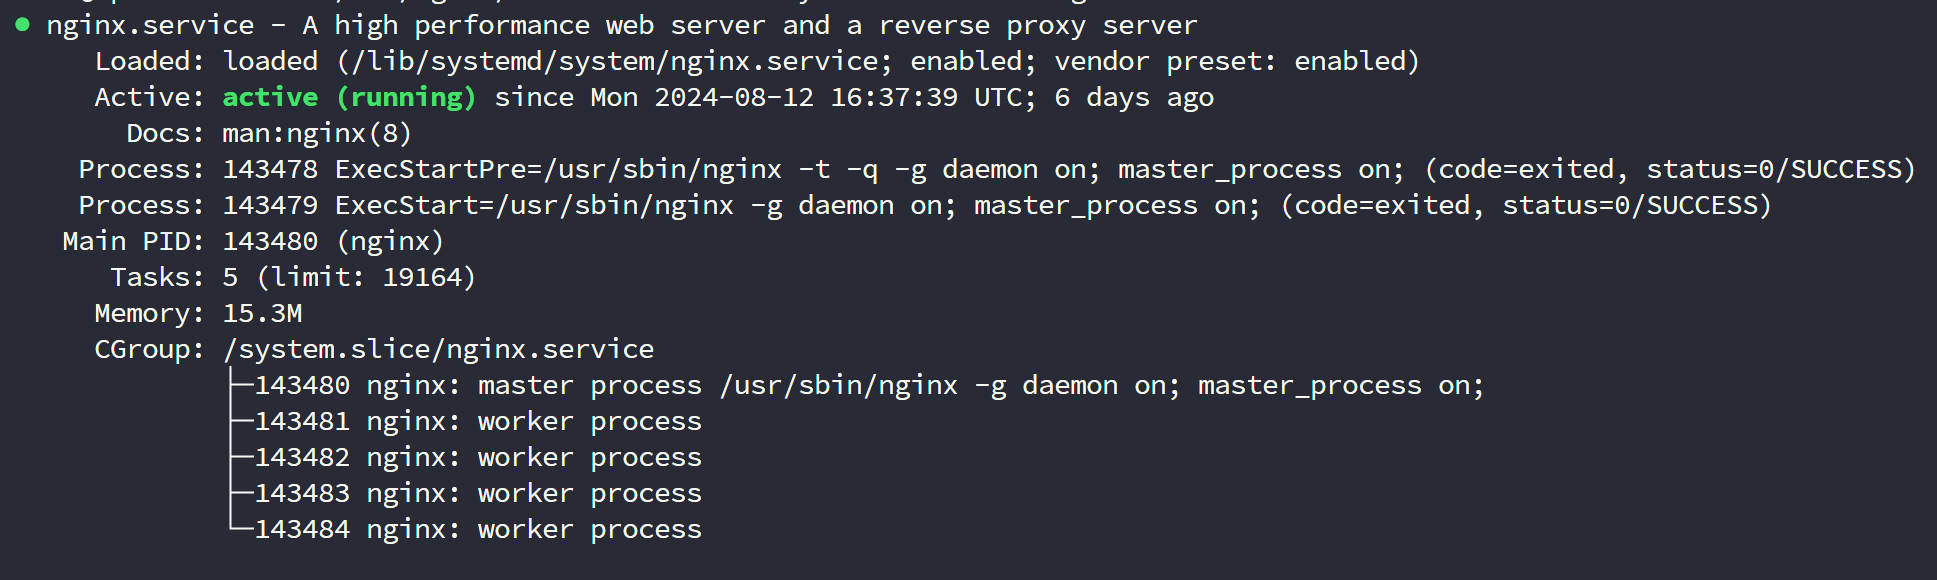 ● nginx.service - A high performance web server and a reverse proxy server
Loaded: loaded (/lib/systemd/system/nginx.service; enabled; vendor preset: enabled)
Active: active (running) since Mon 2024-08-12 16:37:39 UTC; 6 days ago
Docs: man:nginx(8)
Process: 143478 ExecStartPre=/usr/sbin/nginx -t -q -g daemon on; master_process on; (code=exited, status=0/SUCCESS)
Process: 143479 ExecStart=/usr/sbin/nginx -g daemon on; master_process on; (code=exited, status=0/SUCCESS)
Main PID: 143480 (nginx)
Tasks: 5 (limit: 19164)
Memory: 15.3M
CGroup: /system.slice/nginx.service
├─143480 nginx: master process /usr/sbin/nginx -g daemon on; master_process on;
├─143481 nginx: worker process
├─143482 nginx: worker process
├─143483 nginx: worker process
└─143484 nginx: worker process